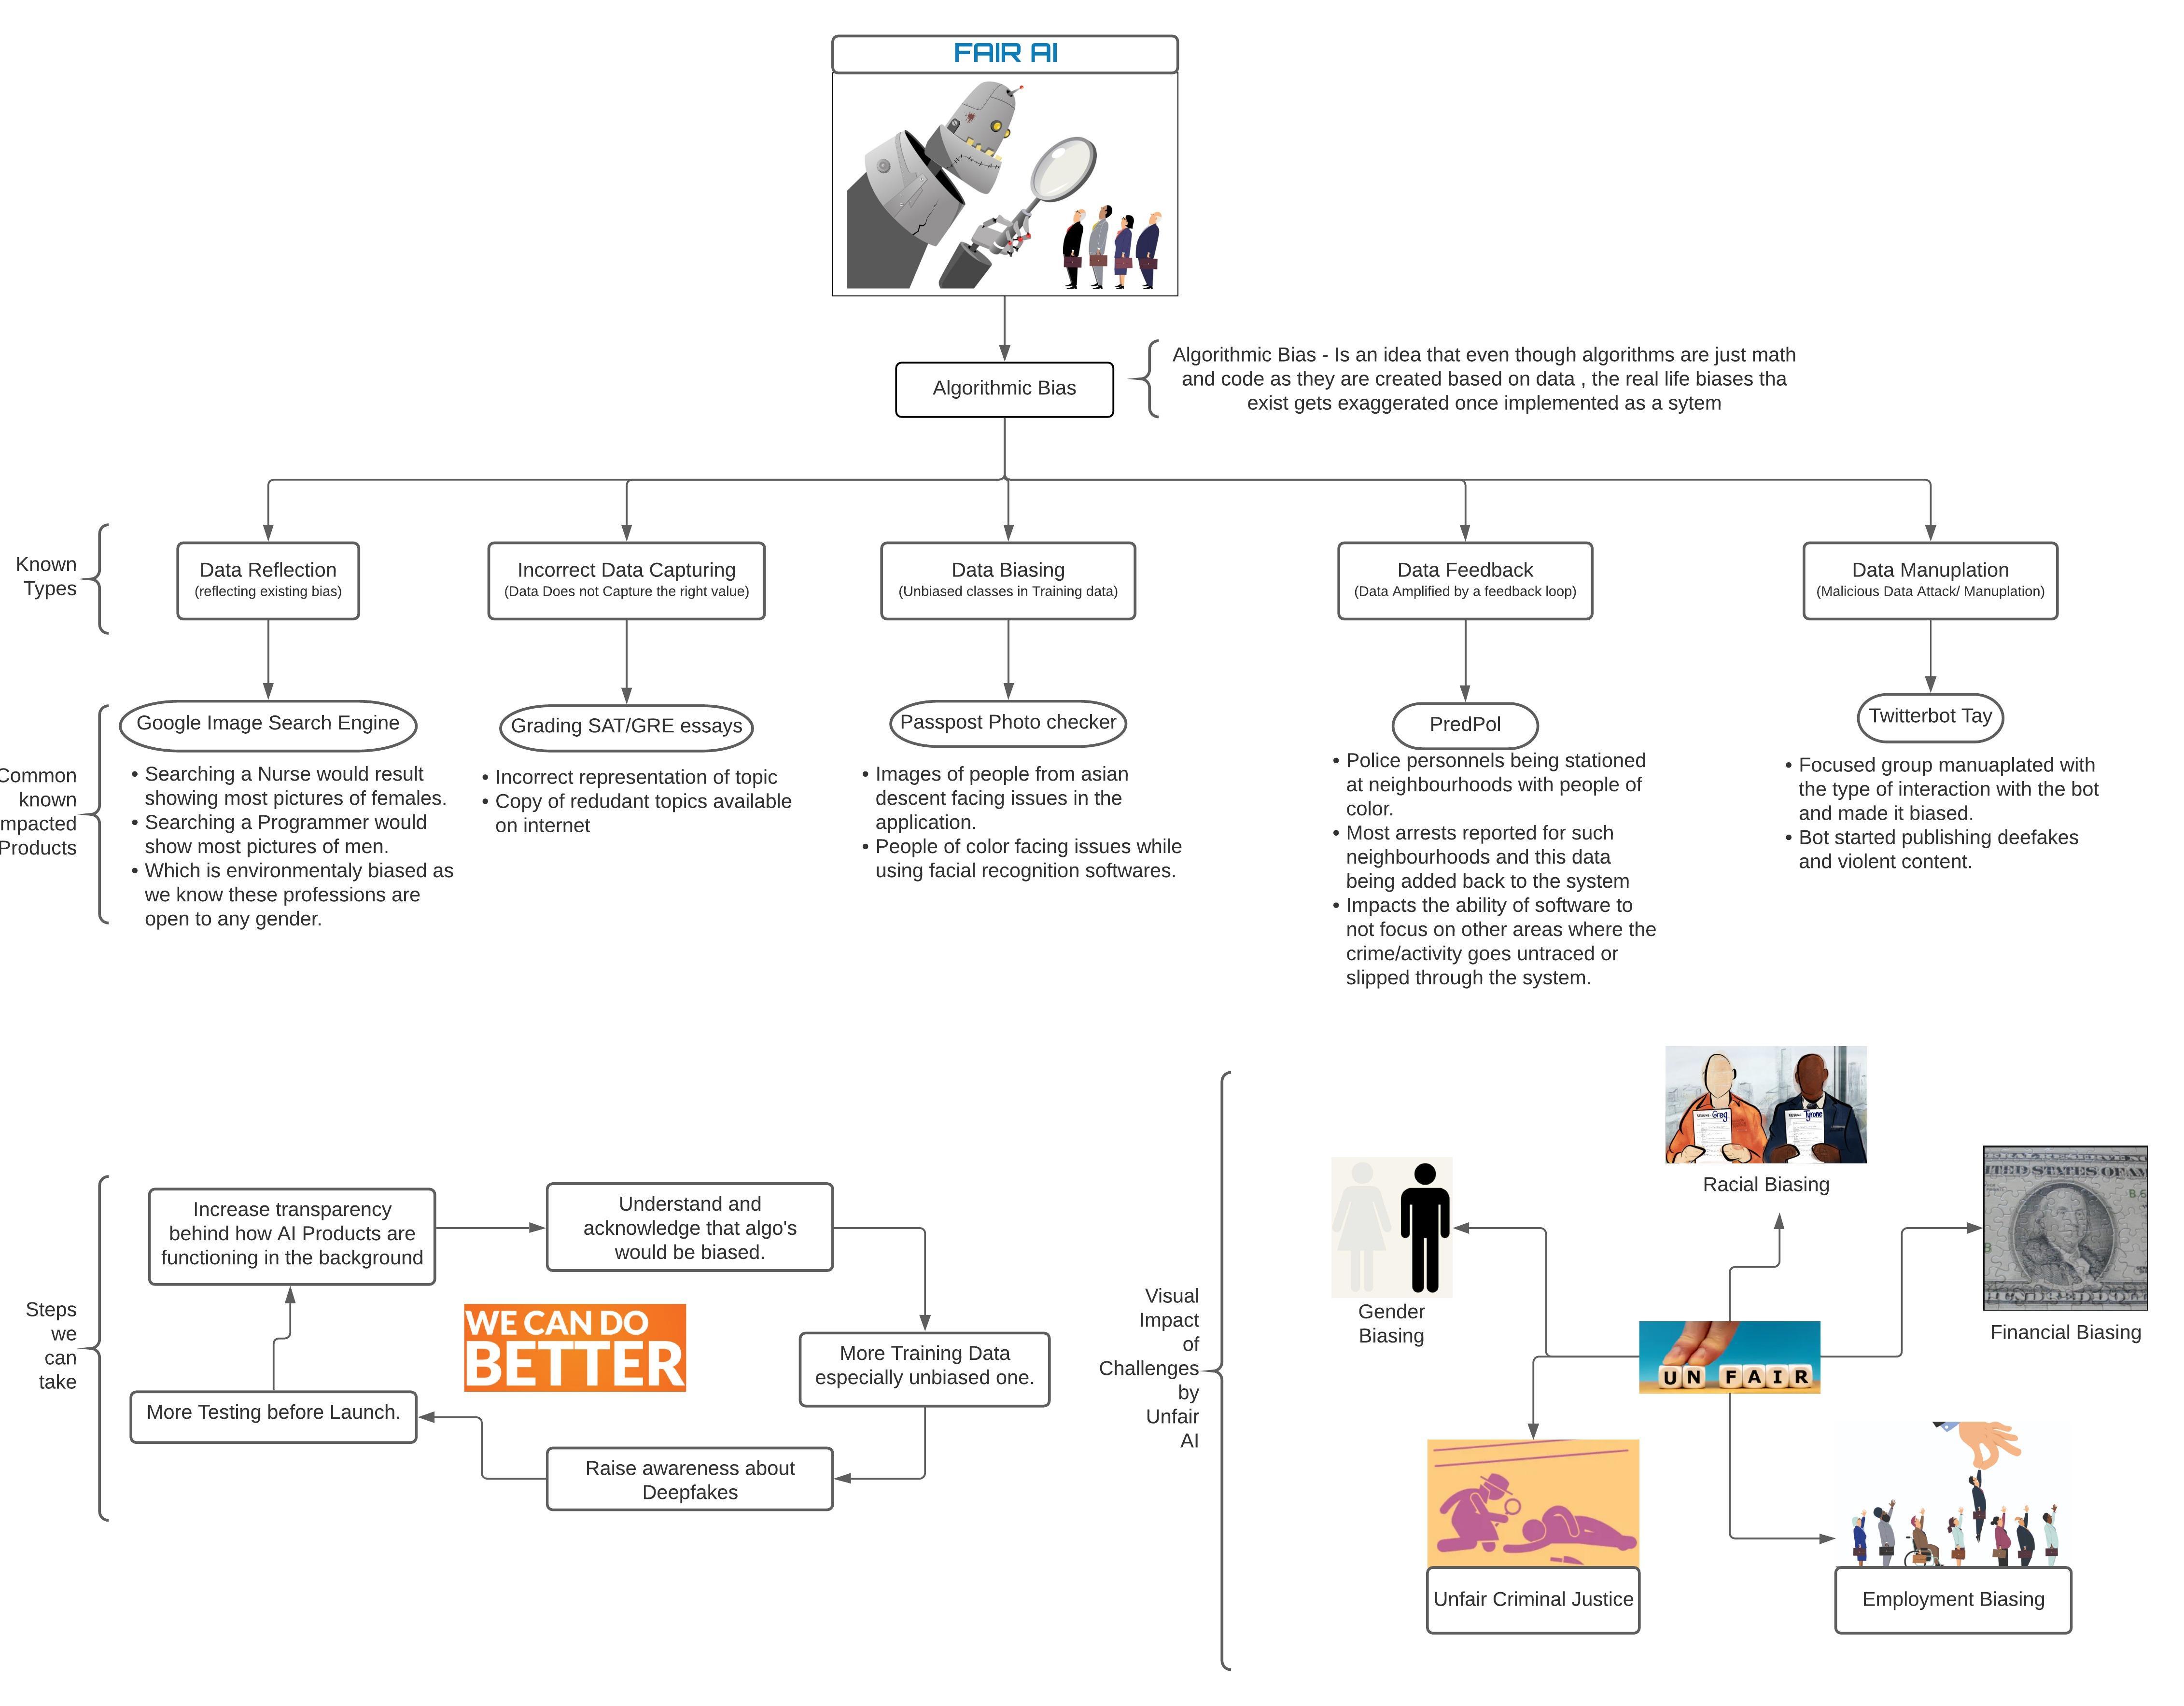 FAIR AI
Algorithmic Bias
Algorithmic Bias - Is an idea that even though algorithms are just math
and code as they are created based on data , the real life biases tha
exist gets exaggerated once implemented as a sytem
Known
Types
Data Reflection
(reflecting existing bias)
Incorrect Data Capturing
(Data Does not Capture the right value)
Data Biasing
(Unbiased classes in Training data)
Data Feedback
(Data Amplified by a feedback loop)
Data Manuplation
(Malicious Data Attack/ Manuplation)
Common
known
mpacted
Products
Google Image Search Engine
• Searching a Nurse would result
showing most pictures of females.
• Searching a Programmer would
show most pictures of men.
• Which is environmentaly biased as
we know these professions are
open to any gender.
Grading SAT/GRE essays
• Incorrect representation of topic
• Copy of redudant topics available
on internet
Passpost Photo checker
• Images of people from asian
descent facing issues in the
application.
• People of color facing issues while
using facial recognition softwares.
PredPol
• Police personnels being stationed
at neighbourhoods with people of
color.
• Most arrests reported for such
neighbourhoods and this data
being added back to the system
• Impacts the ability of software to
not focus on other areas where the
crime/activity goes untraced or
slipped through the system.
Twitterbot Tay
• Focused group manuaplated with
the type of interaction with the bot
and made it biased.
• Bot started publishing deefakes
and violent content.
Steps
we
can
take
Increase transparency
behind how AI Products are
functioning in the background
Understand and
acknowledge that algo's
would be biased.
WE CAN DO
BETTER
More Training Data
especially unbiased one.
More Testing before Launch.
Raise awareness about
Deepfakes
Visual
Impact
of
Challenges
by
Unfair
AI
Greg
Tyrone
Racial Biasing
Gender
Biasing
Financial Biasing
UN FAIR
Unfair Criminal Justice
Employment Biasing